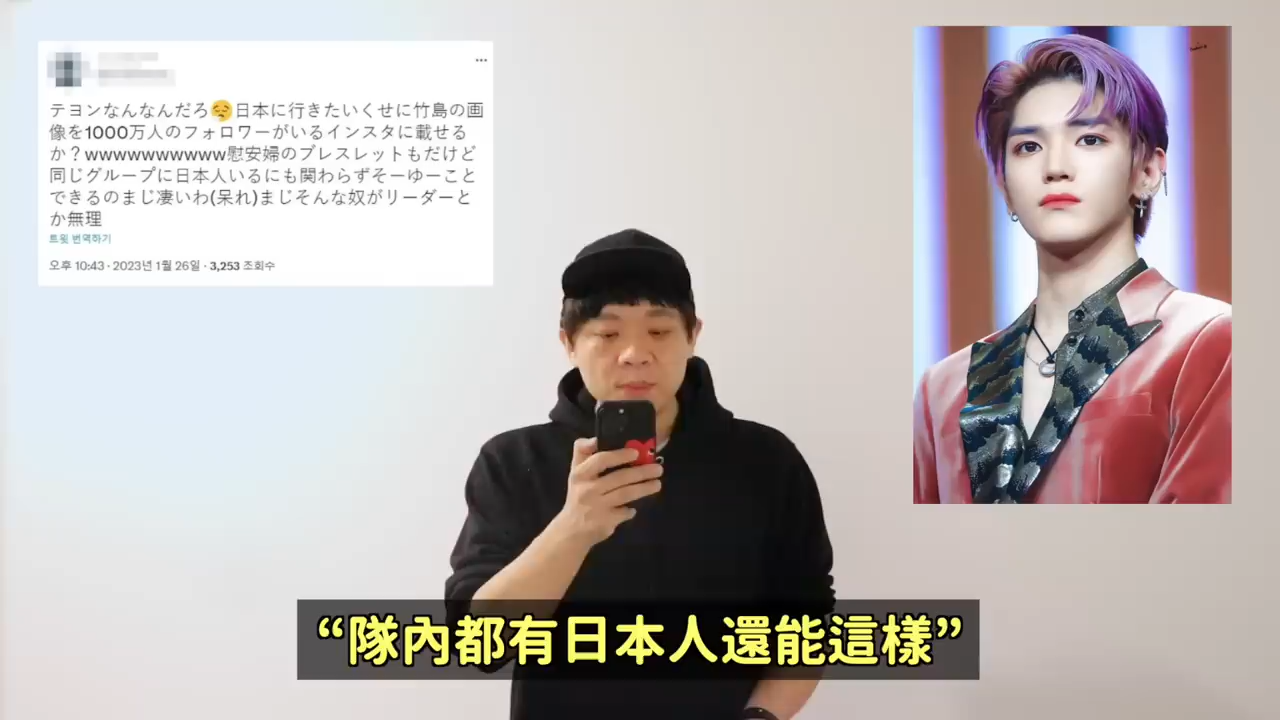 テヨンなんなんだろ😪日本に行きたいくせに竹島の画
像を1000万人のフォロワーがいるインスタに載せる
か？wwwwwwwwwww慰安婦のブレスレットもだけど
同じグループに日本人いるにも関わらずそーゆーこと
できるのまじ凄いわ(呆れ)まじそんな奴がリーダーと
か無理
트윗 번역하기
오후 10:43 · 2023년 1월 26일 · 3,253 조회수
“隊內都有日本人還能這樣”